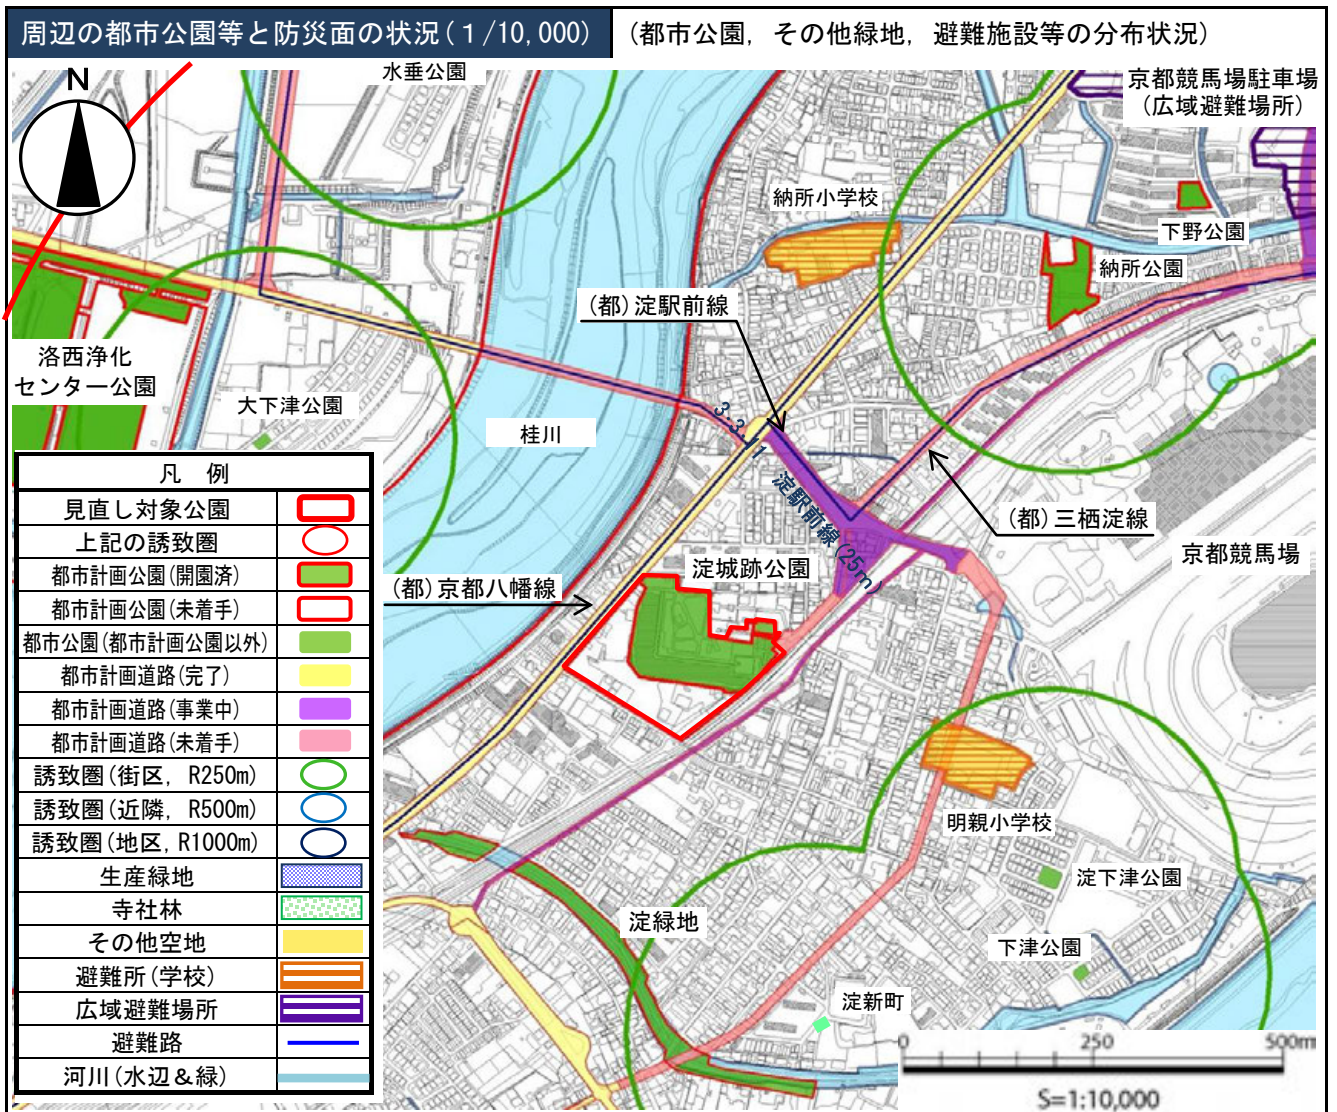 周辺の都市公園等と防災面の状況(1/10,000)
(都市公園, その他緑地, 避難施設等の分布状況)
N
水垂公園
京都競馬場駐車場
(広域避難場所)
納所小学校
下野公園
納所公園
(都)淀駅前線
洛西浄化
センター公園
大下津公園
桂川
3・3・11 淀駅前線(25m)
(都)三栖淀線
京都競馬場
淀城跡公園
(都)京都八幡線
凡 例
見直し対象公園
上記の誘致圏
都市計画公園(開園済)
都市計画公園(未着手)
都市公園(都市計画公園以外)
都市計画道路(完了)
都市計画道路(事業中)
都市計画道路(未着手)
誘致圏(街区, R250m)
誘致圏(近隣, R500m)
誘致圏(地区, R1000m)
生産緑地
寺社林
その他空地
避難所(学校)
広域避難場所
避難路
河川(水辺&緑)
明親小学校
淀下津公園
淀緑地
下津公園
淀新町
0 250 500m
S=1:10,000